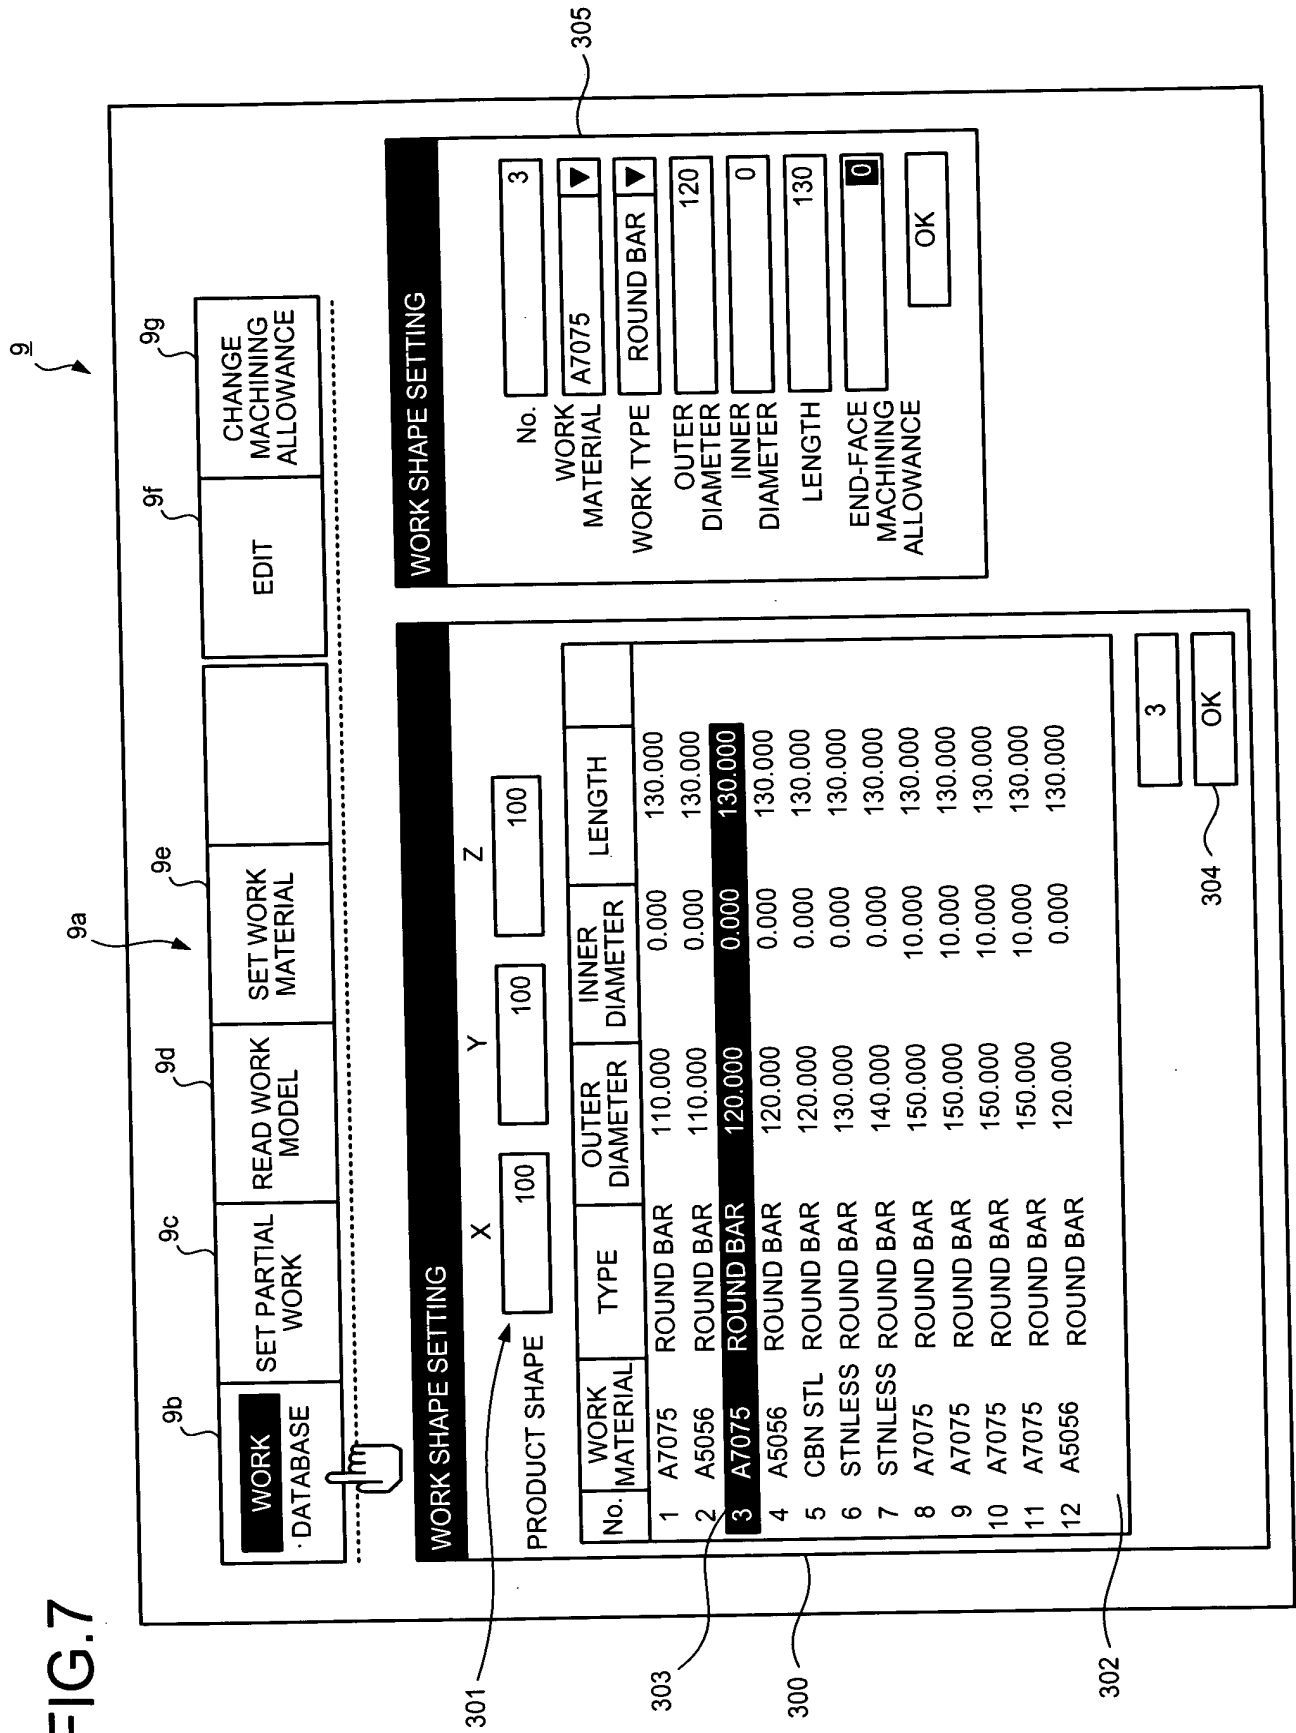 FIG.7
9
9a
9b
9c
9d
9e
9f
9g
WORK
DATABASE
SET PARTIAL
WORK
READ WORK
MODEL
SET WORK
MATERIAL
EDIT
CHANGE
MACHINING
ALLOWANCE
WORK SHAPE SETTING
X
Y
Z
PRODUCT SHAPE
100
100
100
301
No.
WORK
MATERIAL
TYPE
OUTER
DIAMETER
INNER
DIAMETER
LENGTH
1 A7075 ROUND BAR 110.000 0.000 130.000
2 A5056 ROUND BAR 110.000 0.000 130.000
3 A7075 ROUND BAR 120.000 0.000 130.000
4 A5056 ROUND BAR 120.000 0.000 130.000
5 CBN STL ROUND BAR 120.000 0.000 130.000
6 STNLESS ROUND BAR 130.000 0.000 130.000
7 STNLESS ROUND BAR 140.000 0.000 130.000
8 A7075 ROUND BAR 150.000 10.000 130.000
9 A7075 ROUND BAR 150.000 10.000 130.000
10 A7075 ROUND BAR 150.000 10.000 130.000
11 A7075 ROUND BAR 150.000 10.000 130.000
12 A5056 ROUND BAR 120.000 0.000 130.000
303
300
302
3
OK
304
WORK SHAPE SETTING
No. 3
WORK
MATERIAL
A7075 ▼
WORK TYPE ROUND BAR ▼
OUTER
DIAMETER
120
INNER
DIAMETER
0
LENGTH 130
END-FACE
MACHINING
ALLOWANCE
0
OK
305